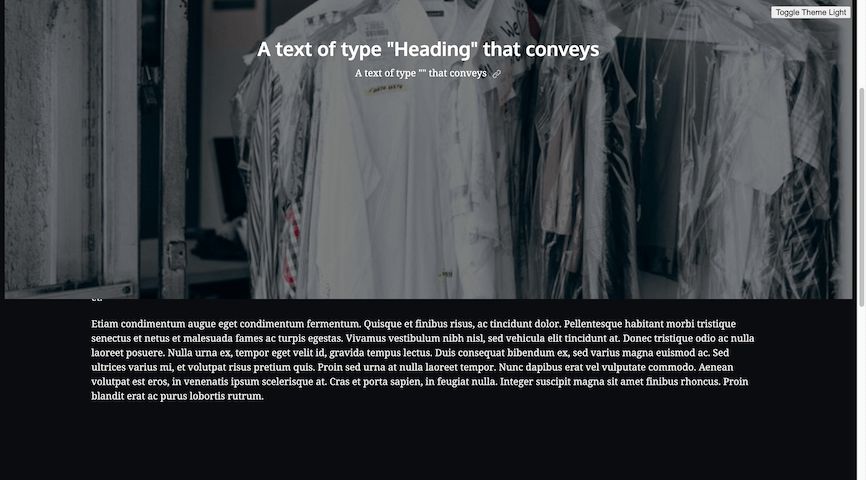 Toggle Theme Light
A text of type "Heading" that conveys
A text of type "" that conveys
Etiam condimentum augue eget condimentum fermentum. Quisque et finibus risus, ac tincidunt dolor. Pellentesque habitant morbi tristique
senectus et netus et malesuada fames ac turpis egestas. Vivamus vestibulum nibh nisl, sed vehicula elit tincidunt at. Donec tristique odio ac nulla
laoreet posuere. Nulla urna ex, tempor eget velit id, gravida tempus lectus. Duis consequat bibendum ex, sed varius magna euismod ac. Sed
ultrices varius mi, et volutpat risus pretium quis. Proin sed urna at nulla laoreet tempor. Nunc dapibus erat vel vulputate commodo. Aenean
volutpat est eros, in venenatis ipsum scelerisque at. Cras et porta sapien, in feugiat nulla. Integer suscipit magna sit amet finibus rhoncus. Proin
blandit erat ac purus lobortis rutrum.